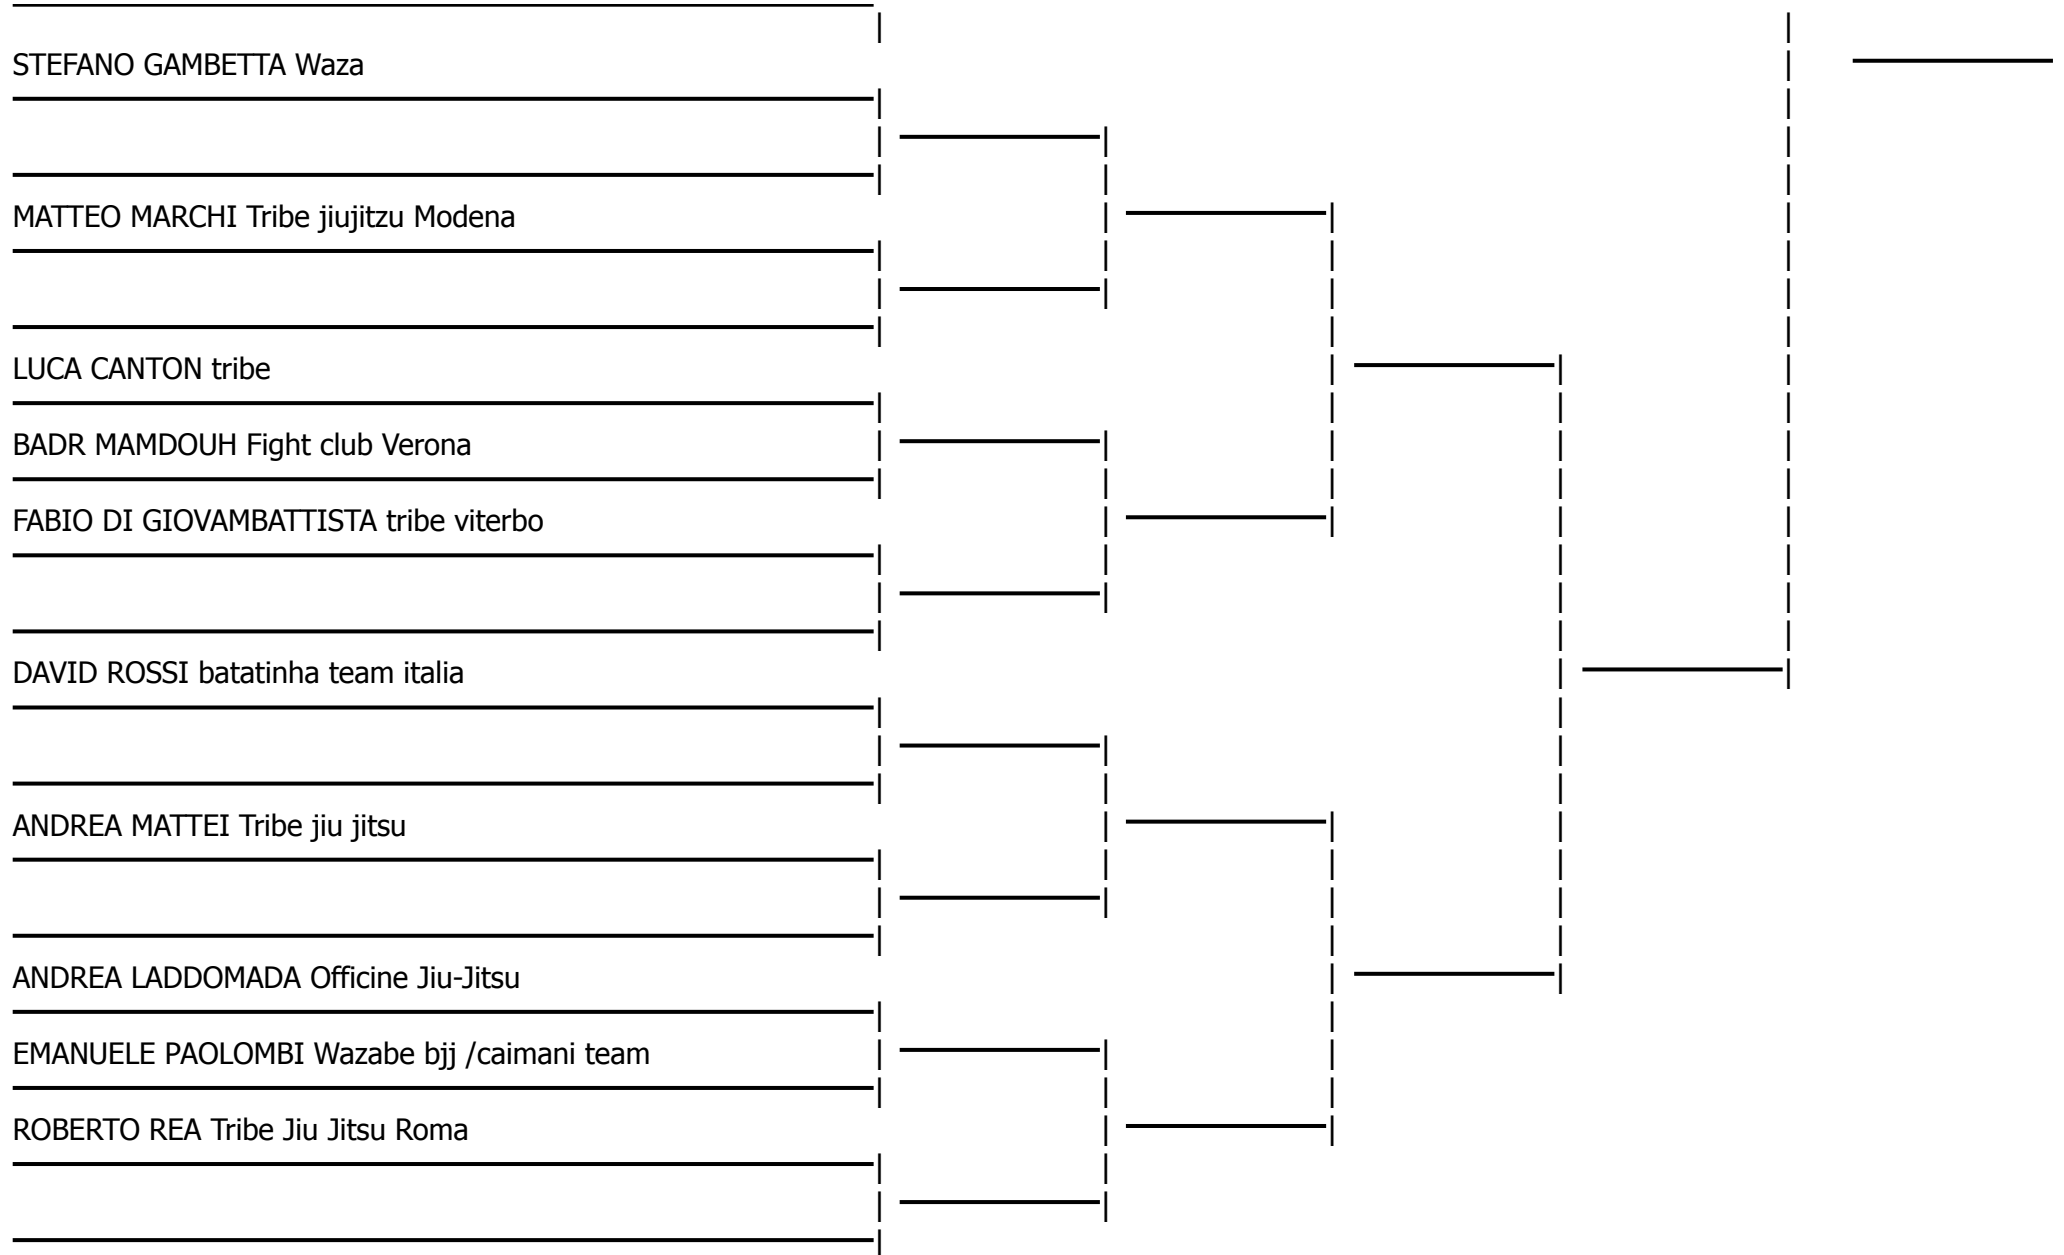 STEFANO GAMBETTA Waza
MATTEO MARCHI Tribe jiujitzu Modena
LUCA CANTON tribe
BADR MAMDOUH Fight club Verona
FABIO DI GIOVAMBATTISTA tribe viterbo
DAVID ROSSI batatinha team italia
ANDREA MATTEI Tribe jiu jitsu
ANDREA LADDOMADA Officine Jiu-Jitsu
EMANUELE PAOLOMBI Wazabe bjj /caimani team
ROBERTO REA Tribe Jiu Jitsu Roma